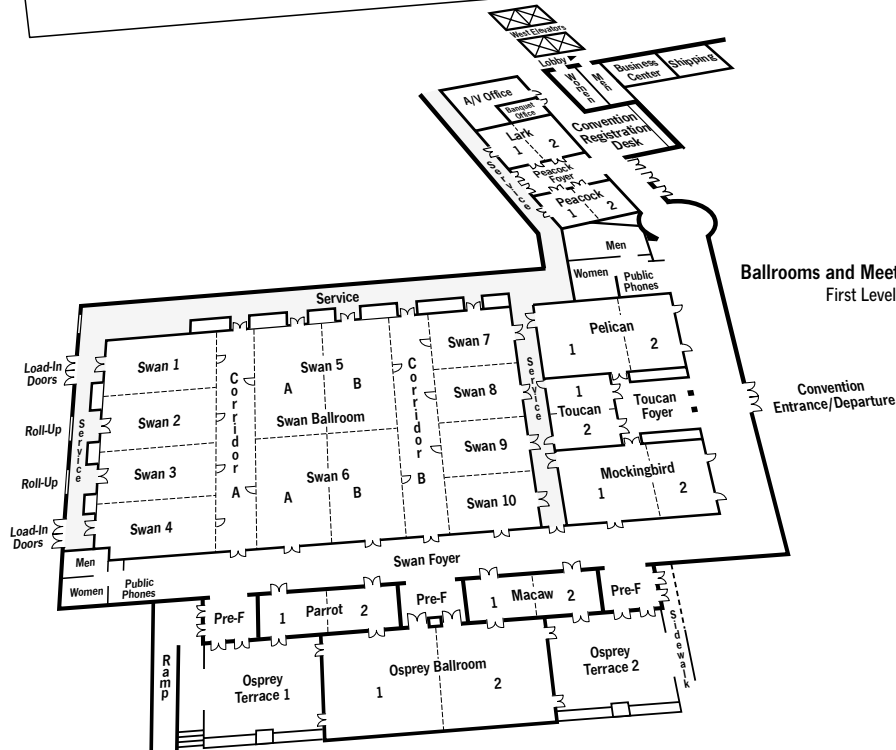 West Elevators
Lobby
Women
Men
Business
Center
Shipping
A/V Office
Banquet
Office
Convention
Registration
Desk
Lark
1
2
Service
Peacock
Foyer
Peacock
1
2
Men
Women
Public
Phones
Ballrooms and Meet
First Level
Service
Pelican
1
2
Swan 1
Swan 5
A
B
Swan 7
Load-In
Doors
Corridor A
Corridor B
Service
Swan 8
1
Toucan
2
Toucan
Foyer
Convention
Entrance/Departure
Swan 2
Swan Ballroom
Roll-Up
Service
Swan 9
Swan 3
Swan 6
A
B
Mockingbird
1
2
Roll-Up
Swan 10
Swan 4
Load-In
Doors
Men
Women
Public
Phones
Swan Foyer
Pre-F
1
Parrot
2
Pre-F
1
Macaw
2
Pre-F
Sidewalk
Ramp
Osprey
Terrace 1
Osprey Ballroom
1
2
Osprey
Terrace 2